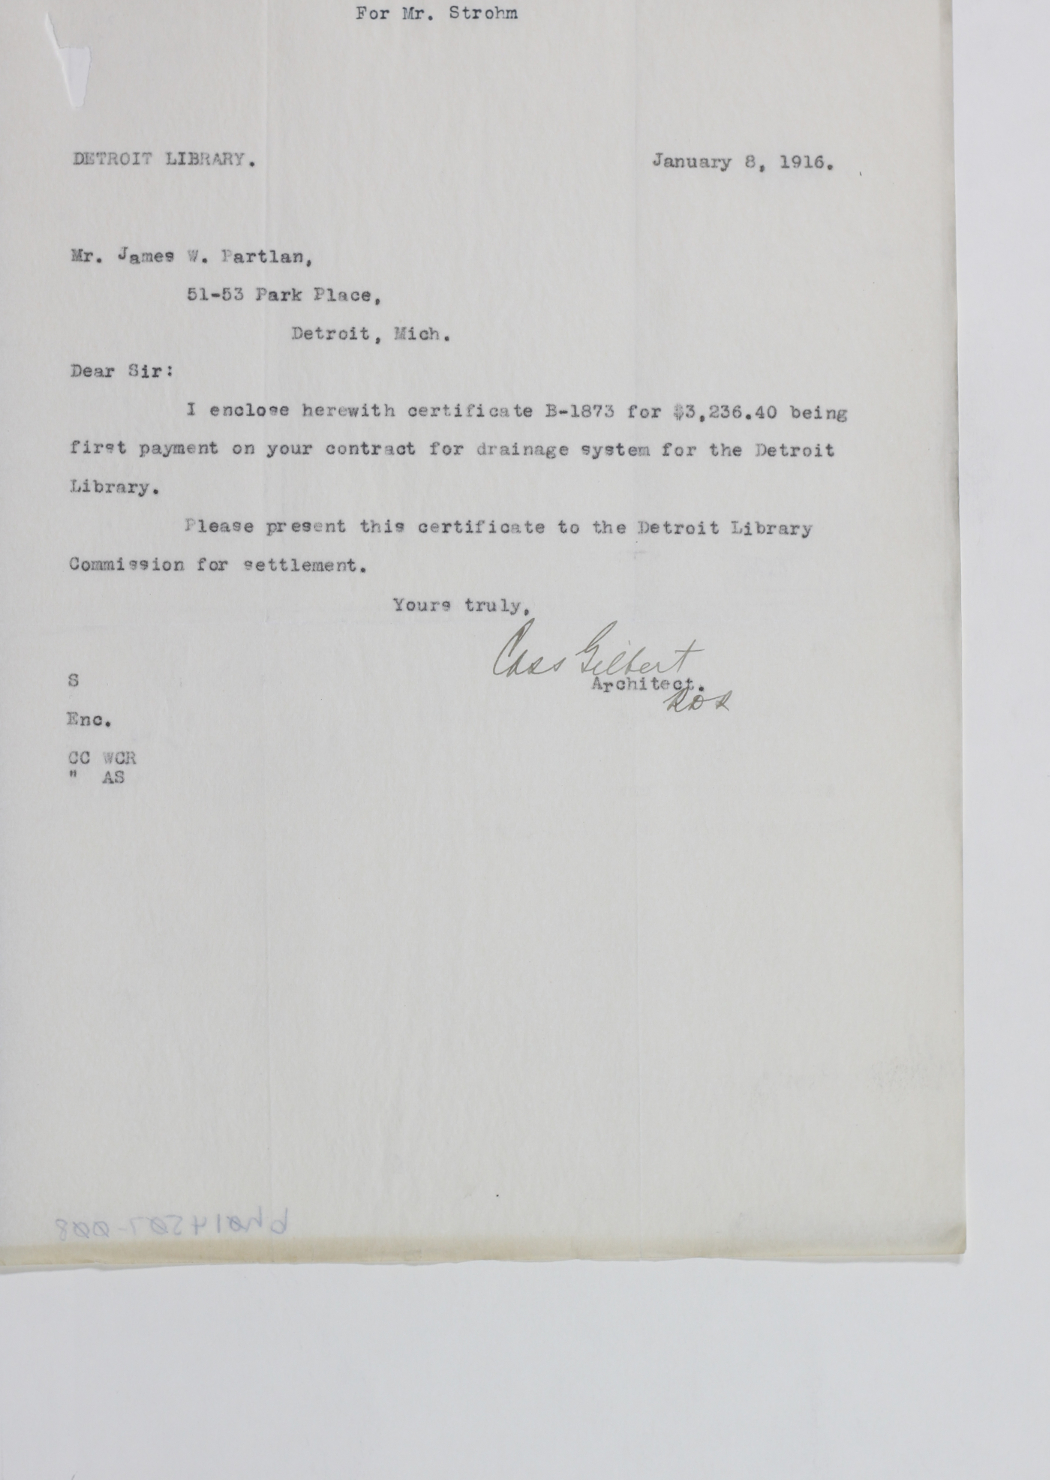 For Mr. Strohm
DETROIT LIBRARY. January 8, 1916.
Mr. James W. Partlan,
51-53 Park Place,
Detroit, Mich.
Dear Sir:
I enclose herewith certificate B-1873 for $3,236.40 being
first payment on your contract for drainage system for the Detroit
Library.
Please present this certificate to the Detroit Library
Commission for settlement.
Yours truly,
Cass Gilbert
Architect.
S
Enc.
CC WCR
" AS